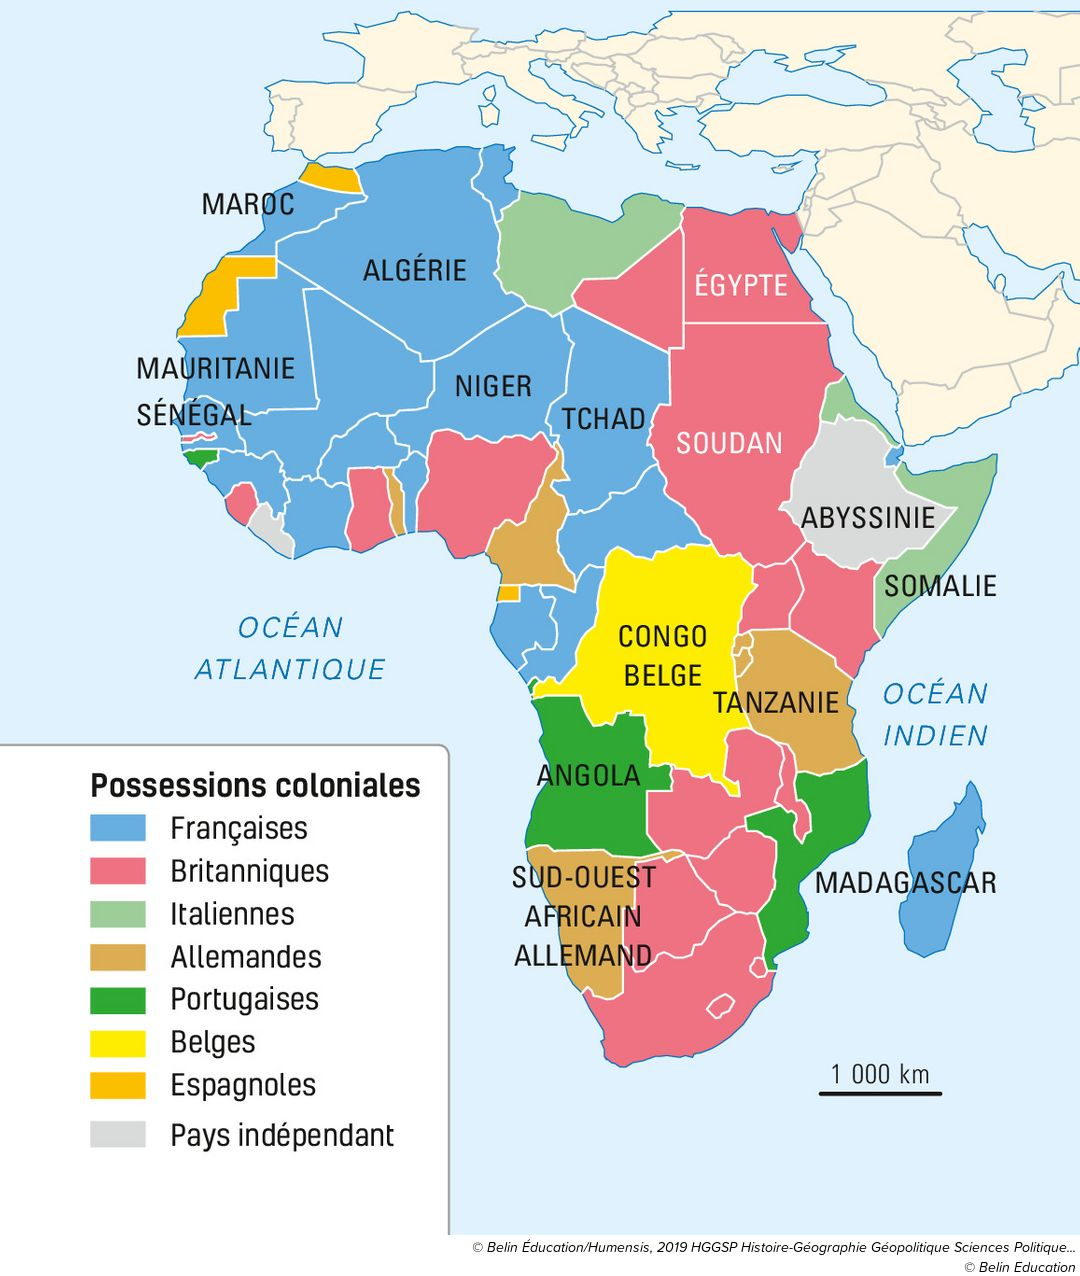 MAROC
ALGÉRIE
ÉGYPTE
MAURITANIE
NIGER
SÉNÉGAL
TCHAD
SOUDAN
ABYSSINIE
SOMALIE
OCÉAN
ATLANTIQUE
CONGO
BELGE
TANZANIE
OCÉAN
INDIEN
ANGOLA
SUD-OUEST
AFRICAIN
ALLEMAND
MADAGASCAR
1 000 km
Possessions coloniales
Françaises
Britanniques
Italiennes
Allemandes
Portugaises
Belges
Espagnoles
Pays indépendant
© Belin Éducation/Humensis, 2019 HGGSP Histoire-Géographie Géopolitique Sciences Politique...
© Belin Education